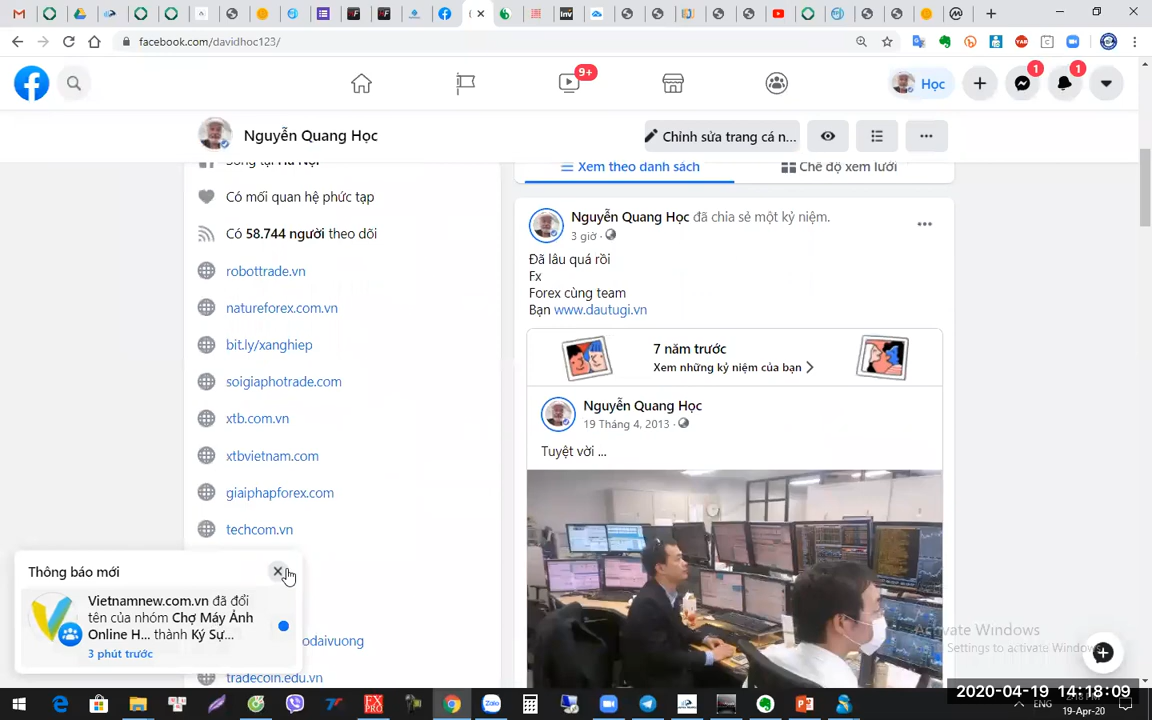 facebook.com/davidhoc123/
9+
Học
1
1
Nguyễn Quang Học
Chỉnh sửa trang cá n...
Sống tại Hà Nội
Có mối quan hệ phức tạp
Có 58.744 người theo dõi
robottrade.vn
natureforex.com.vn
bit.ly/xanghiep
soigiaphotrade.com
xtb.com.vn
xtbvietnam.com
giaiphapforex.com
techcom.vn
odaivuong
tradecoin.edu.vn
Thông báo mới
Vietnamnew.com.vn đã đổi
tên của nhóm Chợ Máy Ảnh
Online H... thành Ký Sự...
3 phút trước
Xem theo danh sách
Chế độ xem lưới
Nguyễn Quang Học đã chia sẻ một kỷ niệm.
3 giờ ·
Đã lâu quá rồi
Fx
Forex cùng team
Bạn www.dautugi.vn
7 năm trước
Xem những kỷ niệm của bạn
Nguyễn Quang Học
19 Tháng 4, 2013 ·
Tuyệt vời ...
Activate Windows
Settings to activate Windows
2020-04-19 14:18:09
ENG
19-Apr-20